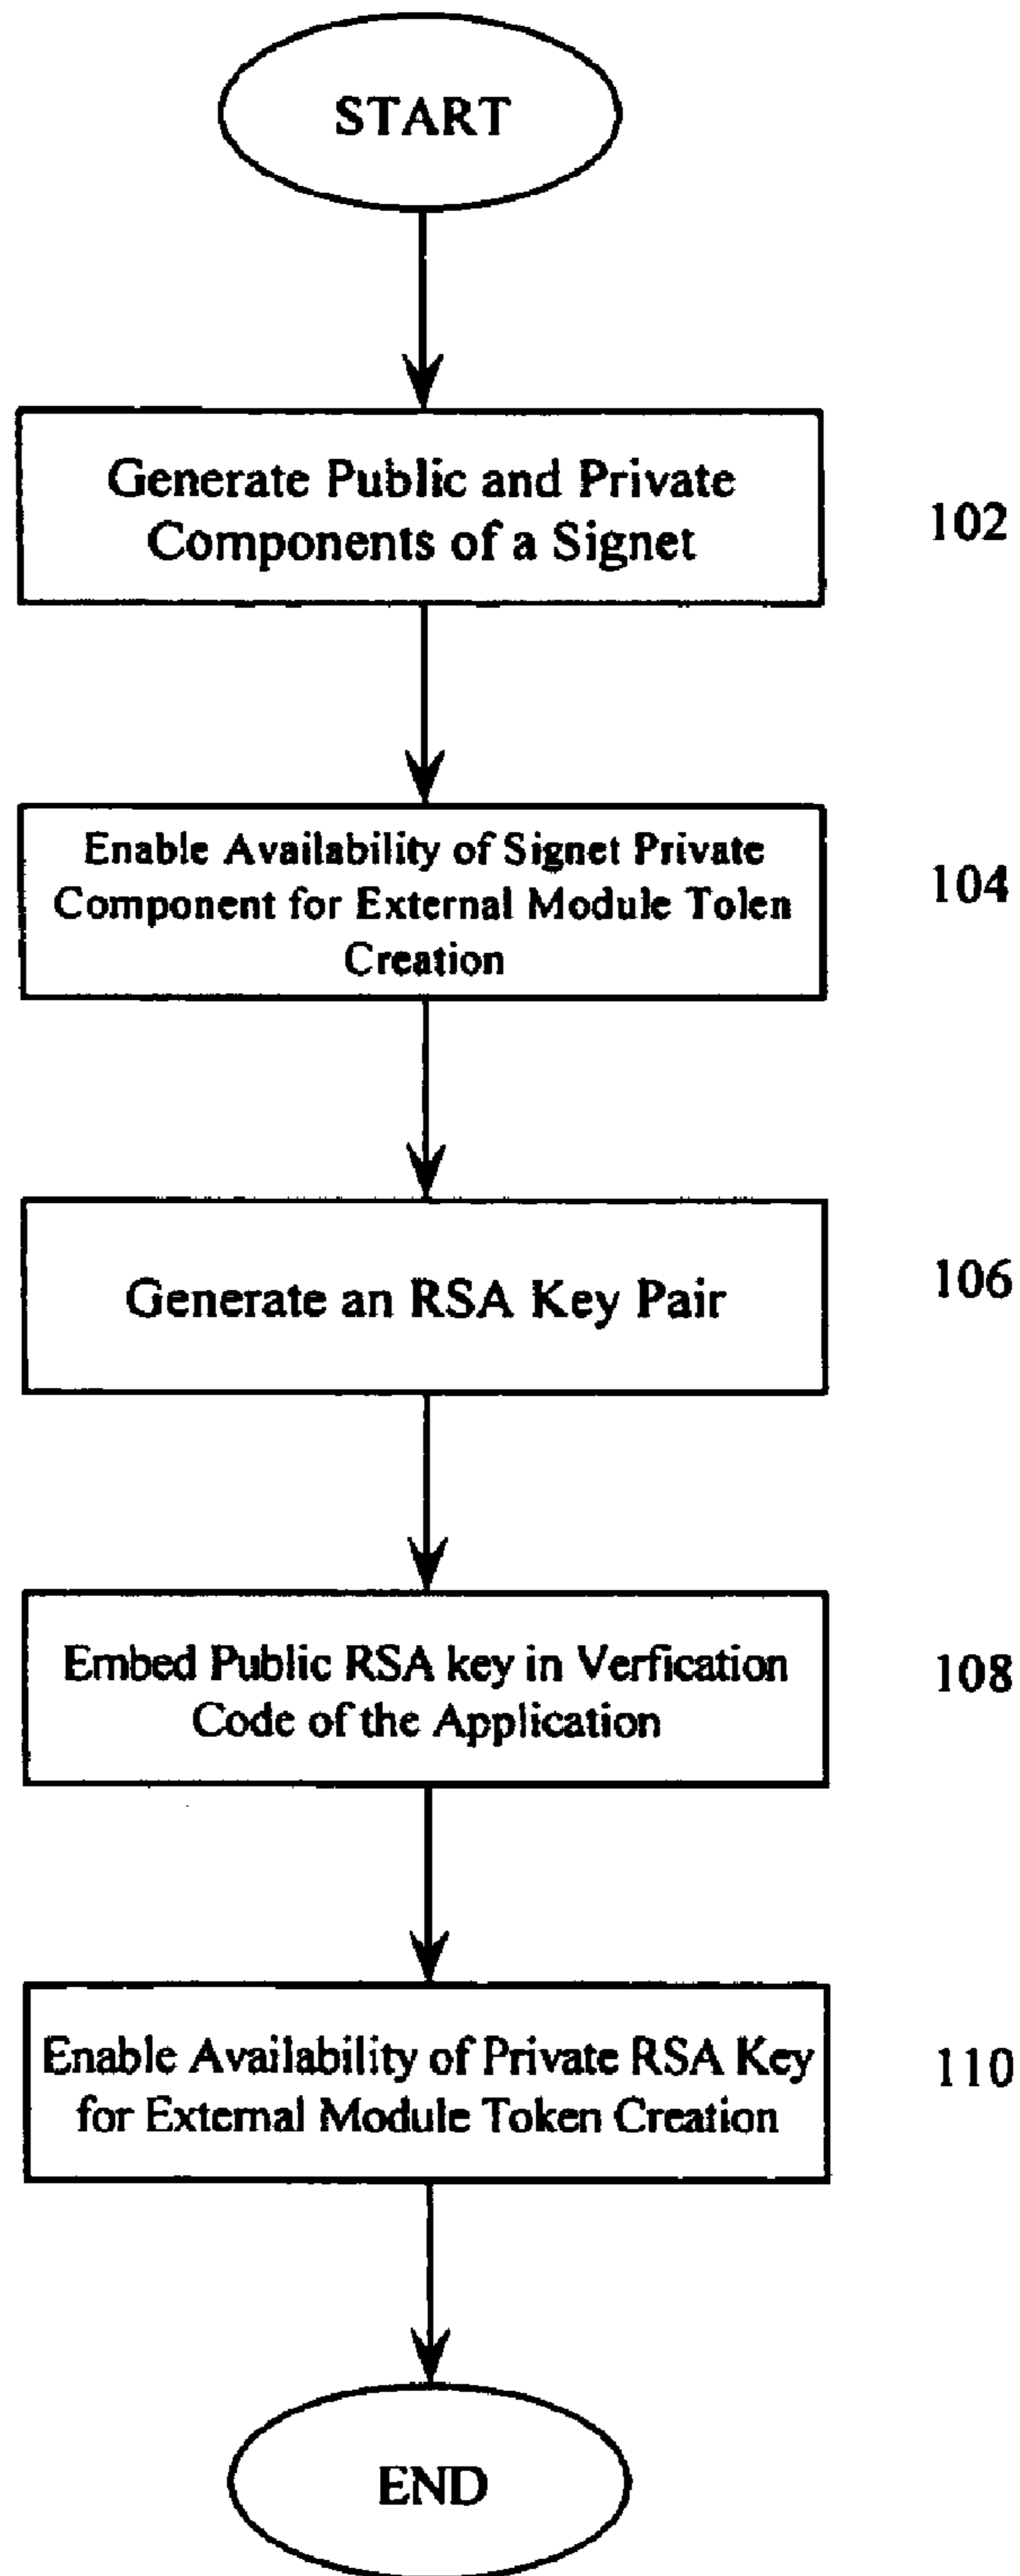 START
Generate Public and Private
Components of a Signet
102
Enable Availability of Signet Private
Component for External Module Tolen
Creation
104
Generate an RSA Key Pair
106
Embed Public RSA key in Verfication
Code of the Application
108
Enable Availability of Private RSA Key
for External Module Token Creation
110
END